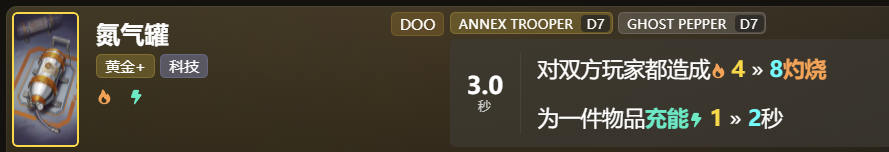 氮气罐
DOO
ANNEX TROOPER D7
GHOST PEPPER D7
黄金+ 科技
3.0
秒
对双方玩家都造成 4 » 8灼烧
为一件物品充能 1 » 2秒